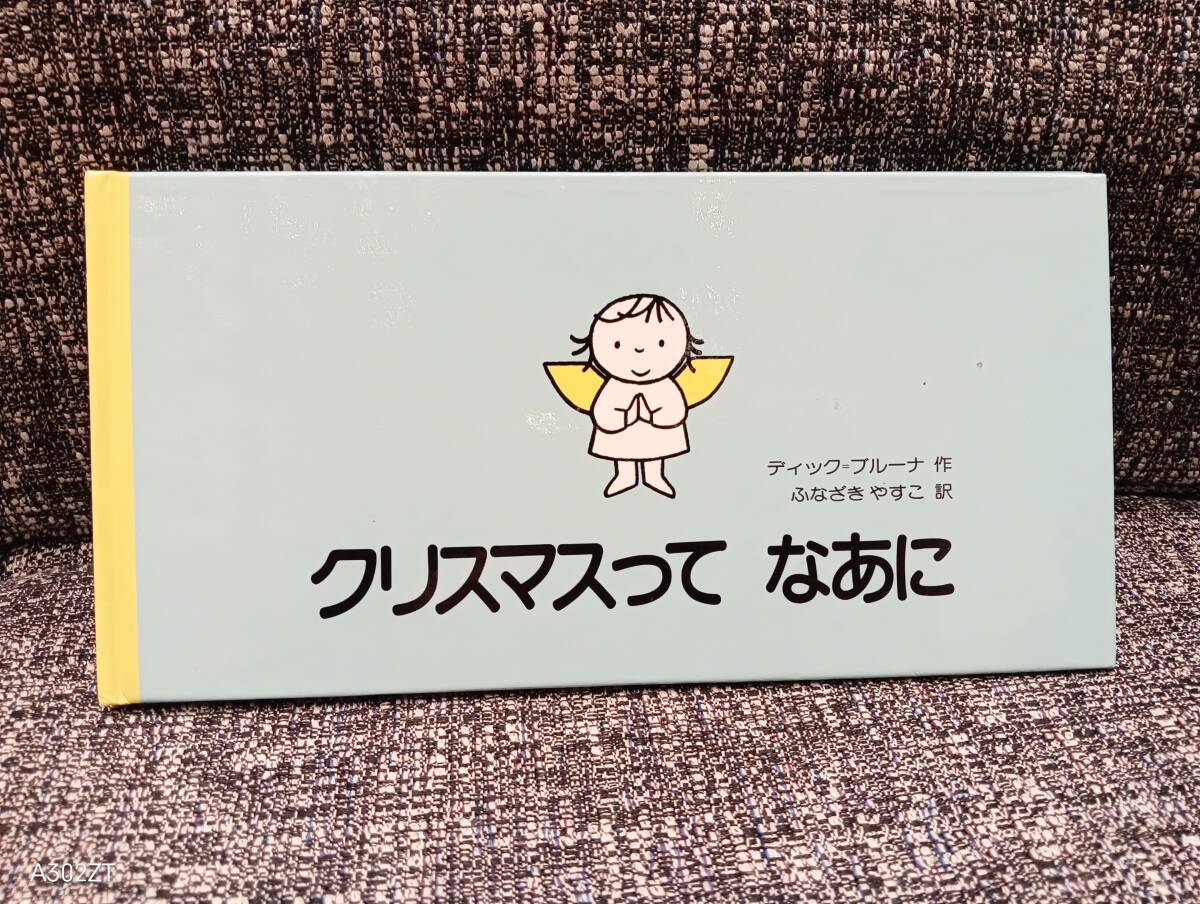 ディック=ブルーナ 作
ふなざき やすこ 訳
クリスマスって なあに
A302ZT